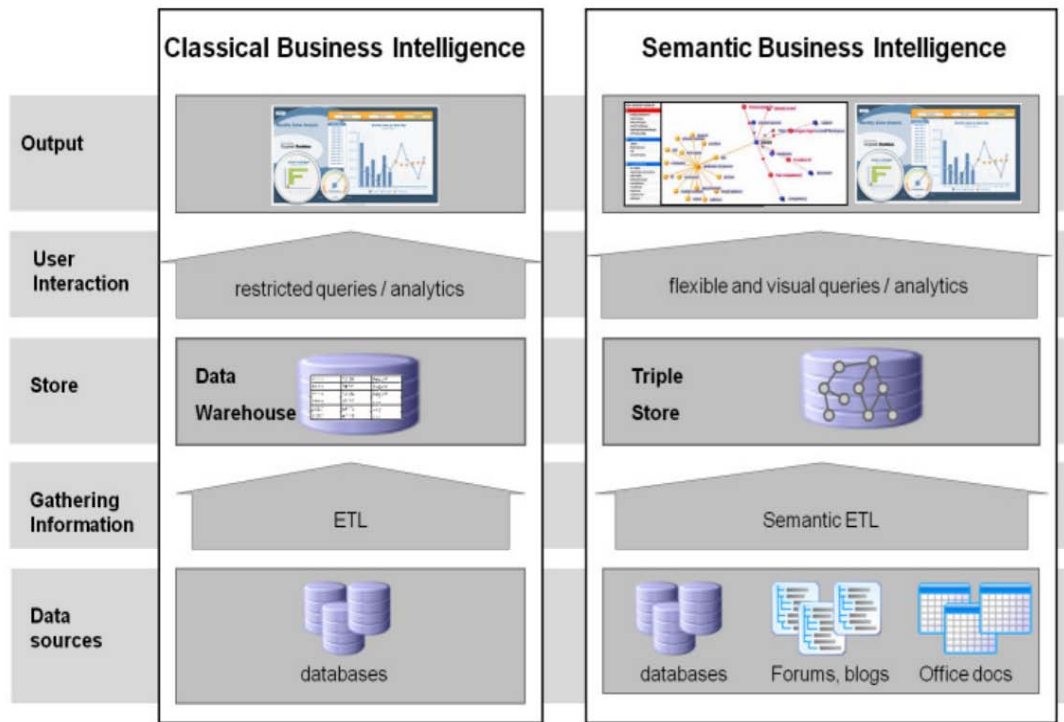 Classical Business Intelligence
Semantic Business Intelligence
Output
User
Interaction
restricted queries / analytics
flexible and visual queries / analytics
Store
Data
Warehouse
Triple
Store
Gathering
Information
ETL
Semantic ETL
Data
sources
databases
databases
Forums, blogs
Office docs